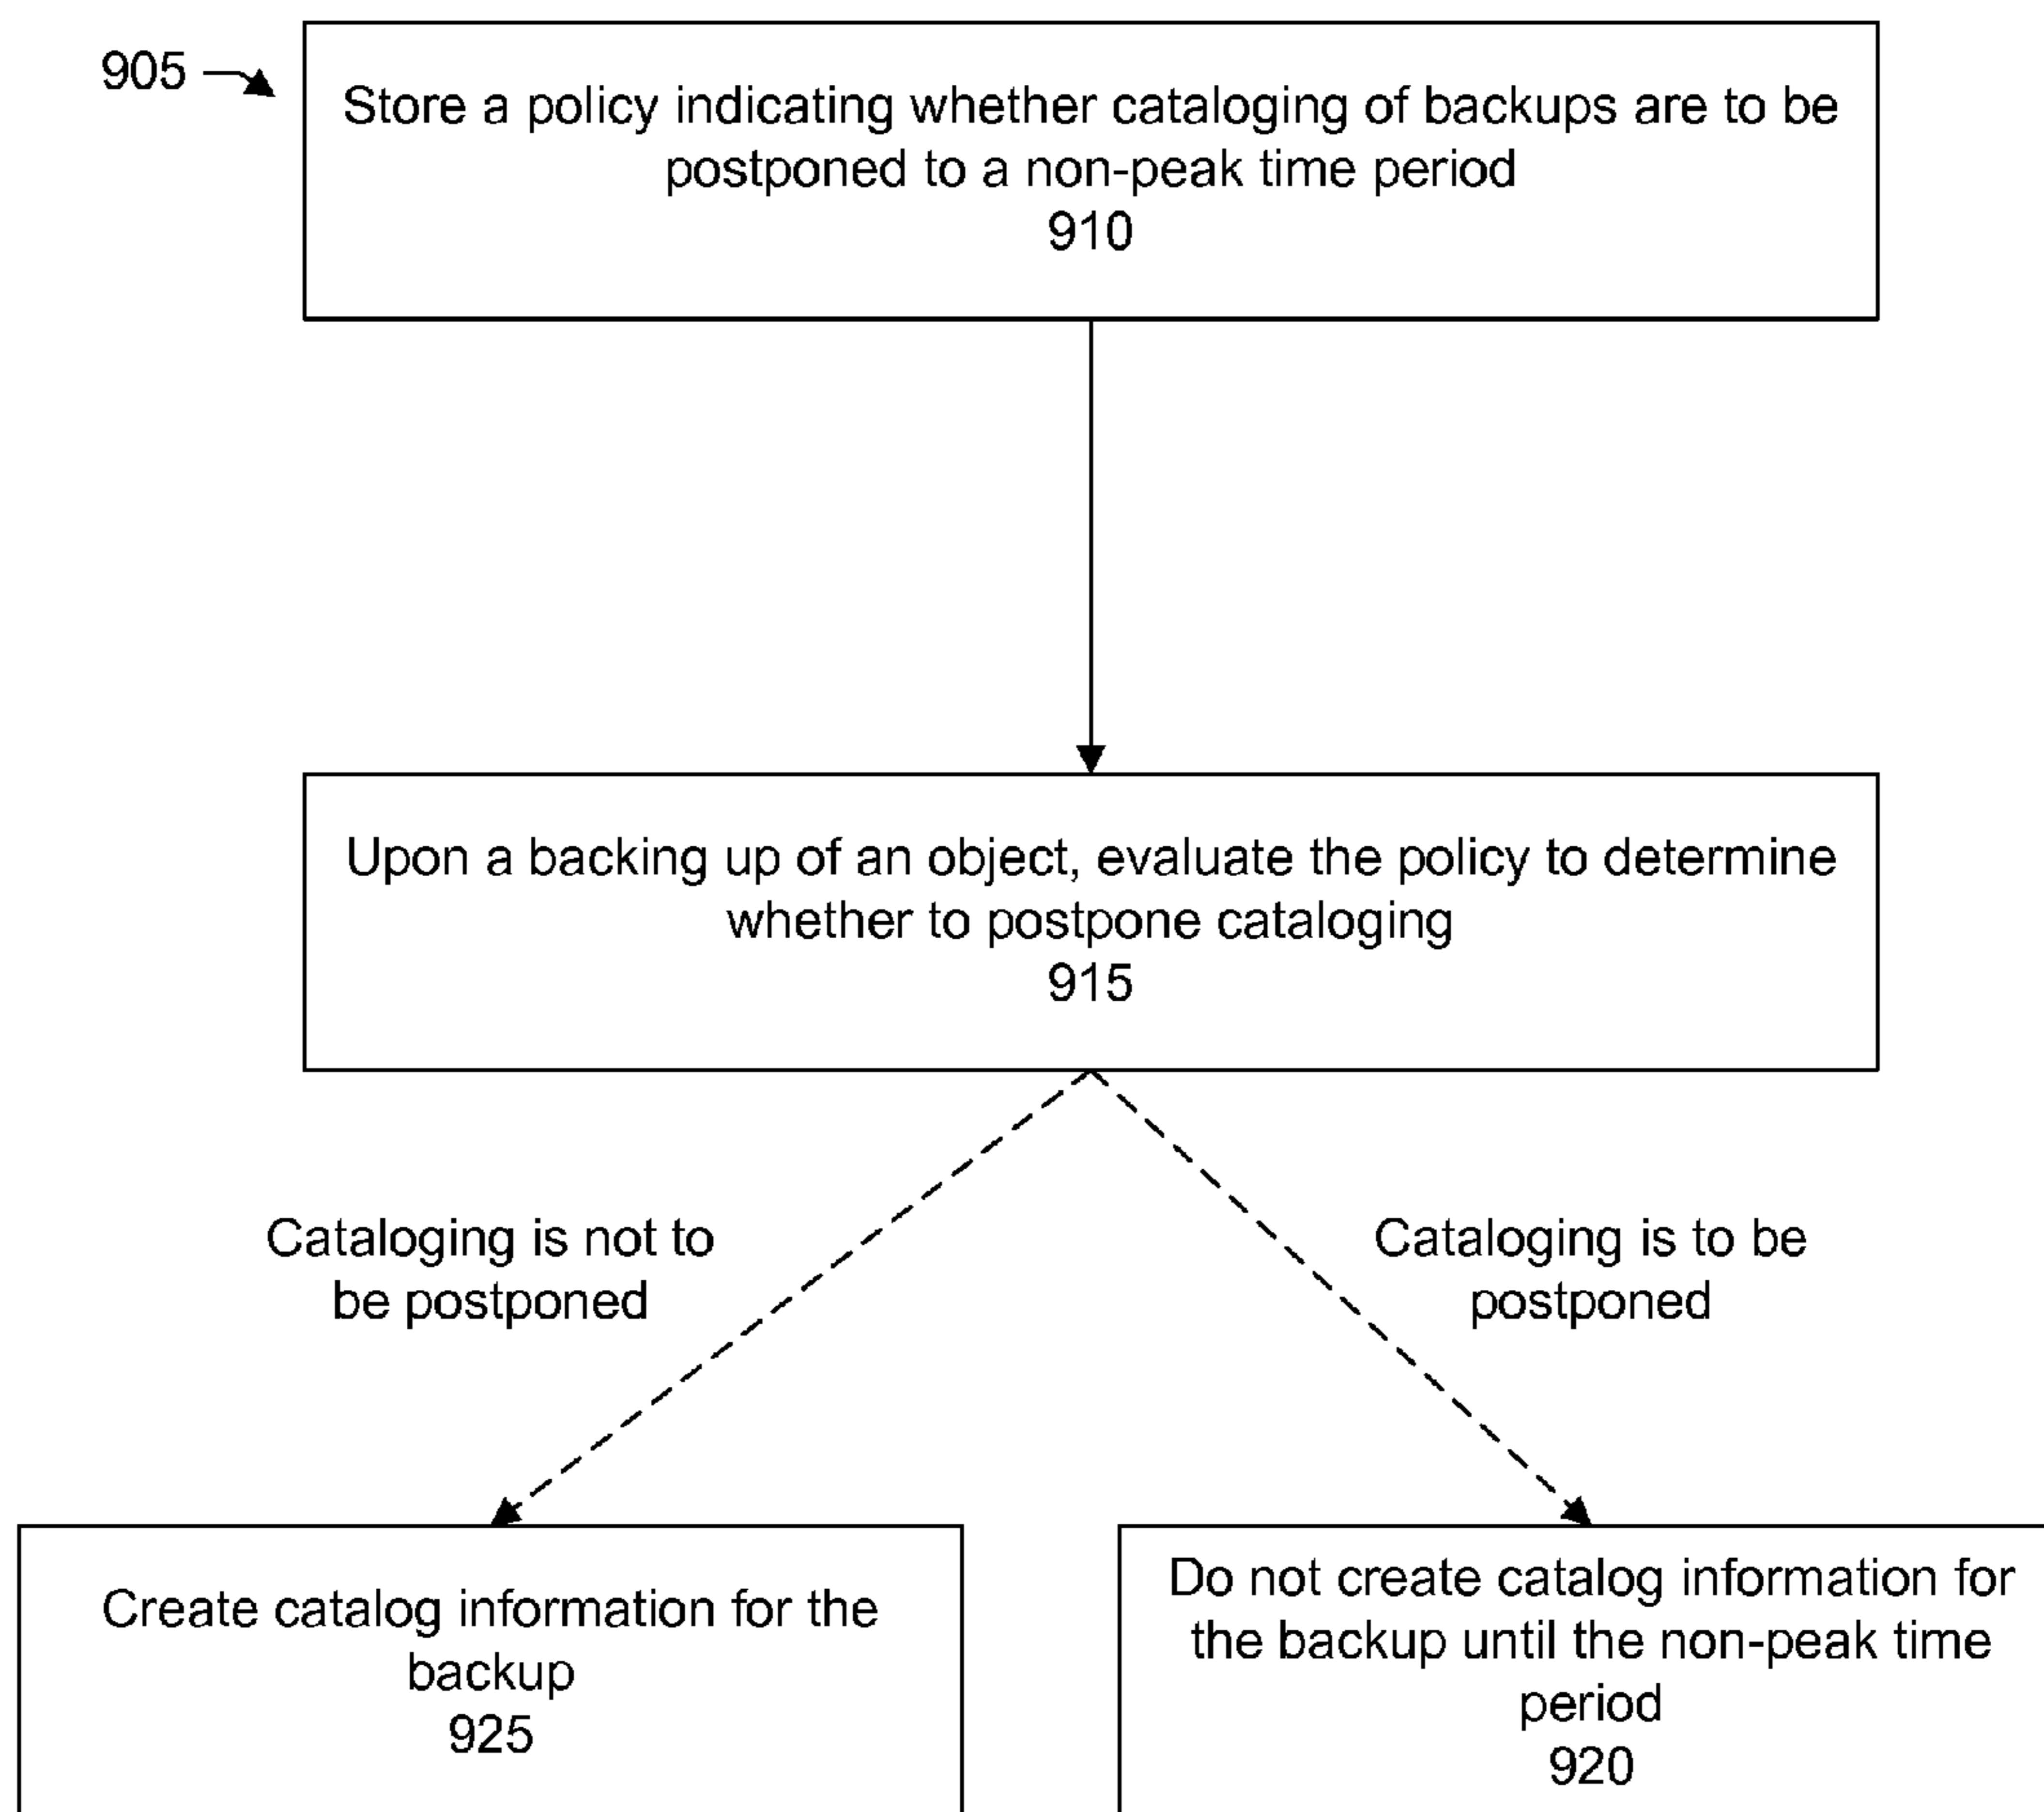 905
Store a policy indicating whether cataloging of backups are to be
postponed to a non-peak time period
910
Upon a backing up of an object, evaluate the policy to determine
whether to postpone cataloging
915
Cataloging is not to
be postponed
Cataloging is to be
postponed
Create catalog information for the
backup
925
Do not create catalog information for
the backup until the non-peak time
period
920